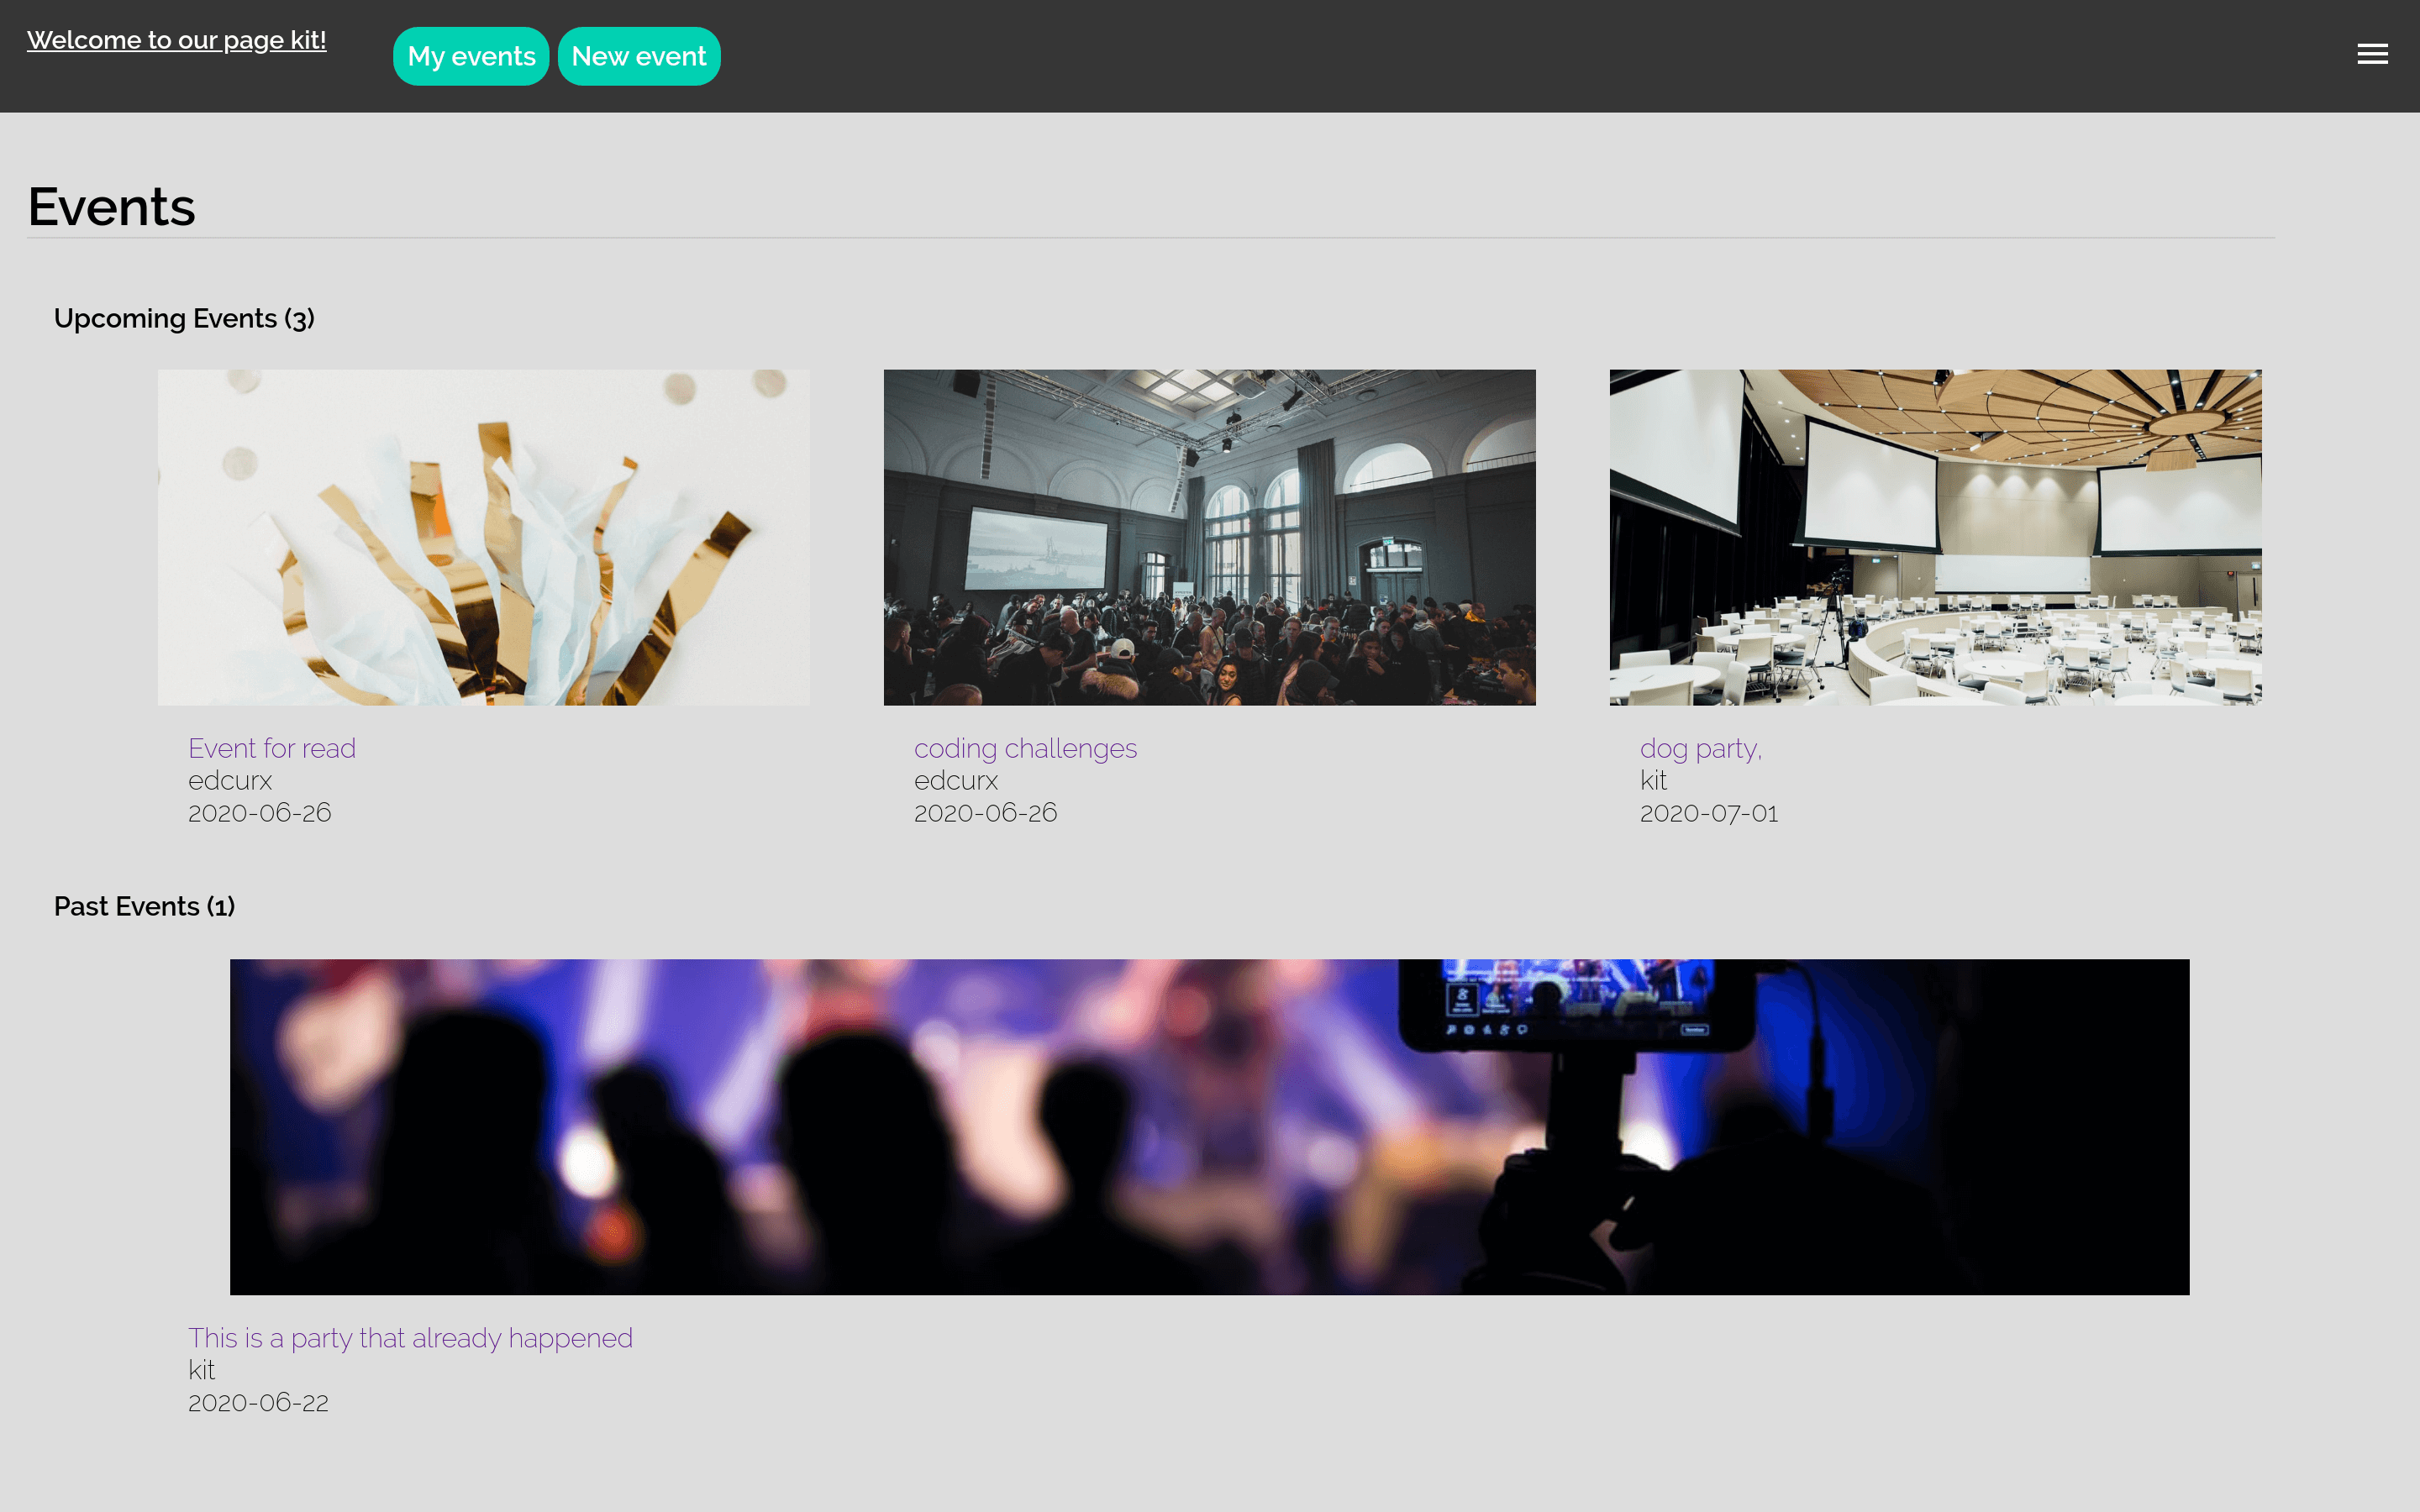 Welcome to our page kit!
My events
New event
Events
Upcoming Events (3)
Event for read
edcurx
2020-06-26
coding challenges
edcurx
2020-06-26
dog party,
kit
2020-07-01
Past Events (1)
This is a party that already happened
kit
2020-06-22